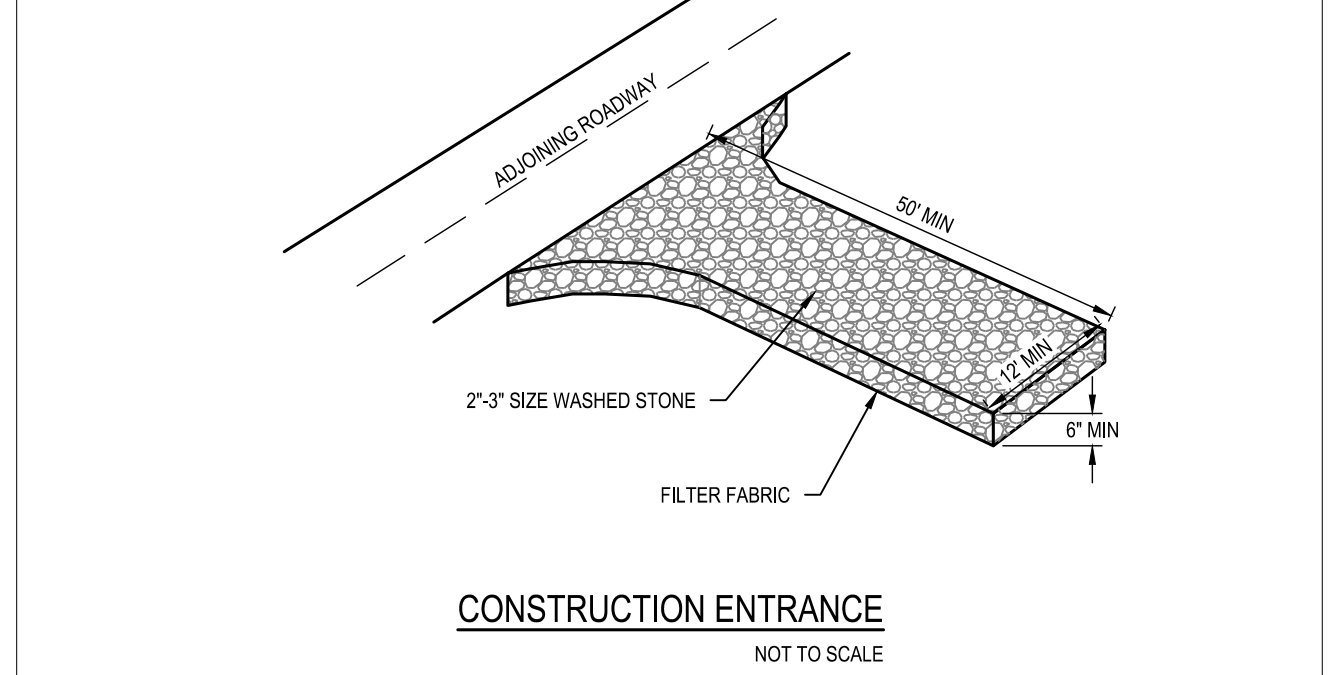 ADJOINING ROADWAY
50' MIN
12' MIN
2"-3" SIZE WASHED STONE
6" MIN
FILTER FABRIC
CONSTRUCTION ENTRANCE
NOT TO SCALE